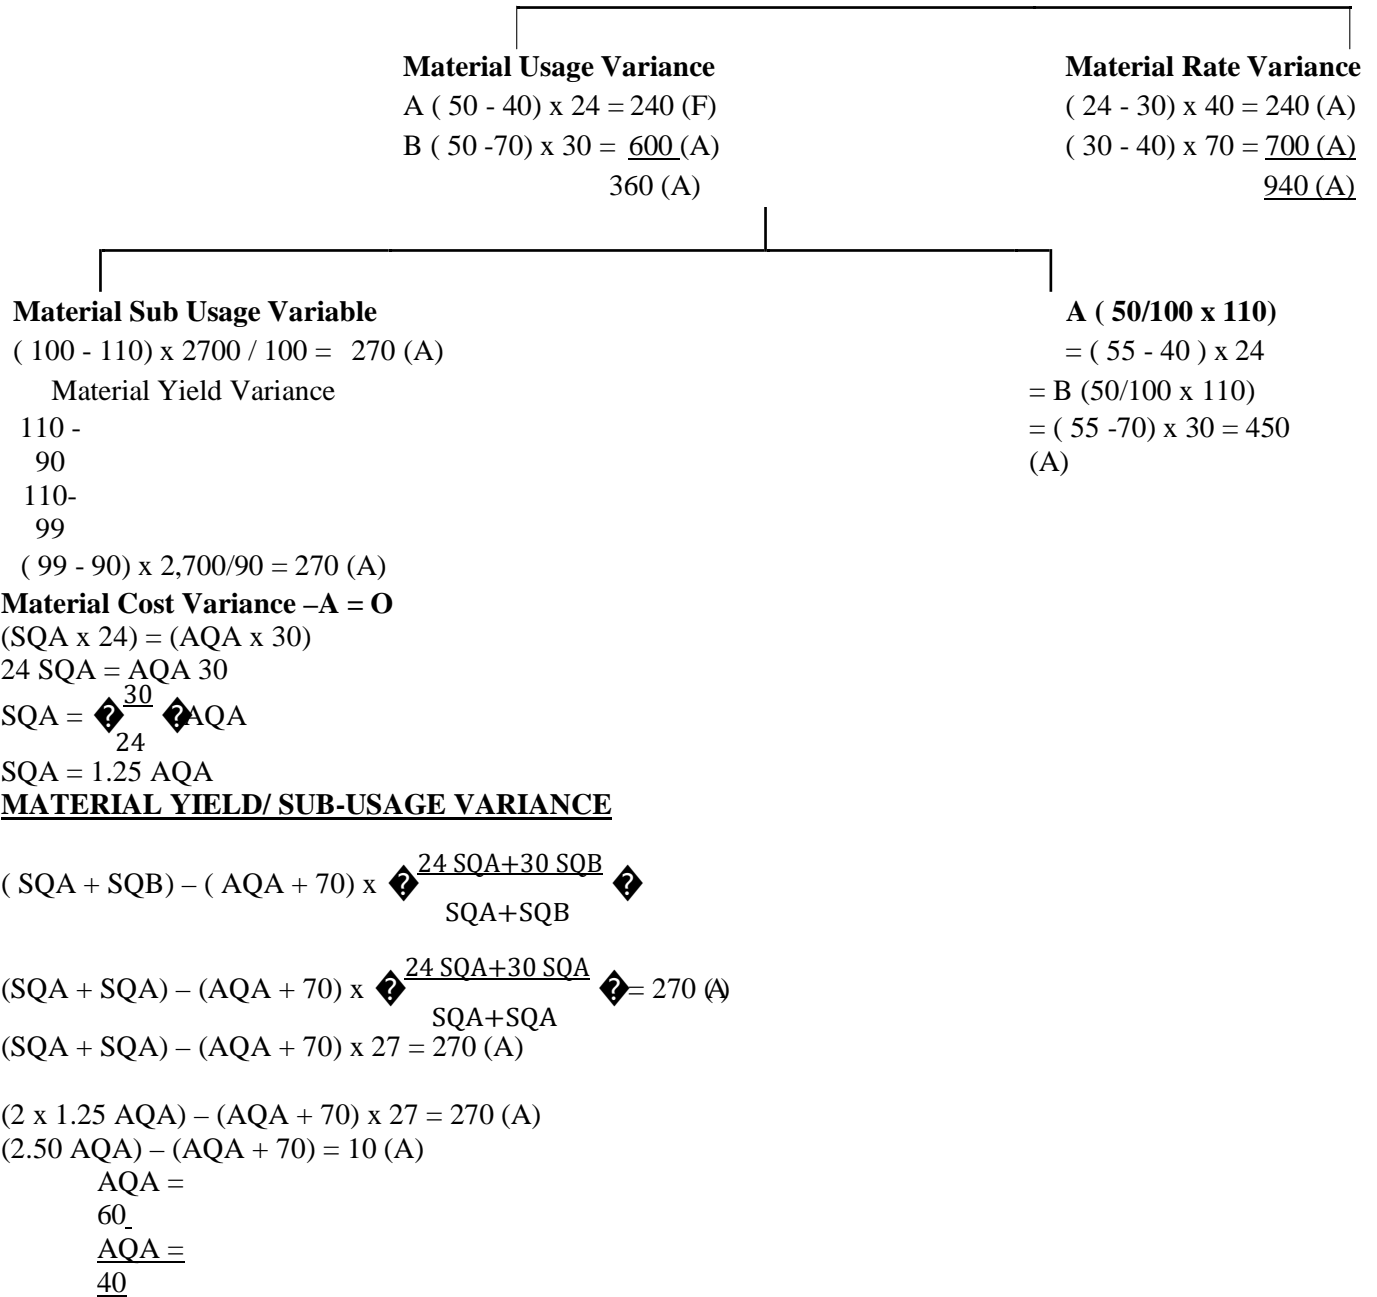 Material Usage Variance
A ( 50 - 40) x 24 = 240 (F)
B ( 50 -70) x 30 = 600 (A)
360 (A)
Material Rate Variance
( 24 - 30) x 40 = 240 (A)
( 30 - 40) x 70 = 700 (A)
940 (A)
Material Sub Usage Variable
( 100 - 110) x 2700 / 100 = 270 (A)
Material Yield Variance
110 -
90
110-
99
( 99 - 90) x 2,700/90 = 270 (A)
A ( 50/100 x 110)
= ( 55 - 40 ) x 24
= B (50/100 x 110)
= ( 55 -70) x 30 = 450
(A)
Material Cost Variance –A = O
(SQA x 24) = (AQA x 30)
24 SQA = AQA 30
SQA = �30/24 �AQA
SQA = 1.25 AQA
MATERIAL YIELD/ SUB-USAGE VARIANCE
( SQA + SQB) – ( AQA + 70) x �24 SQA+30 SQB / SQA+SQB �
(SQA + SQA) – (AQA + 70) x �24 SQA+30 SQA / SQA+SQA �= 270 (A)
(SQA + SQA) – (AQA + 70) x 27 = 270 (A)
(2 x 1.25 AQA) – (AQA + 70) x 27 = 270 (A)
(2.50 AQA) – (AQA + 70) = 10 (A)
AQA =
60
AQA =
40